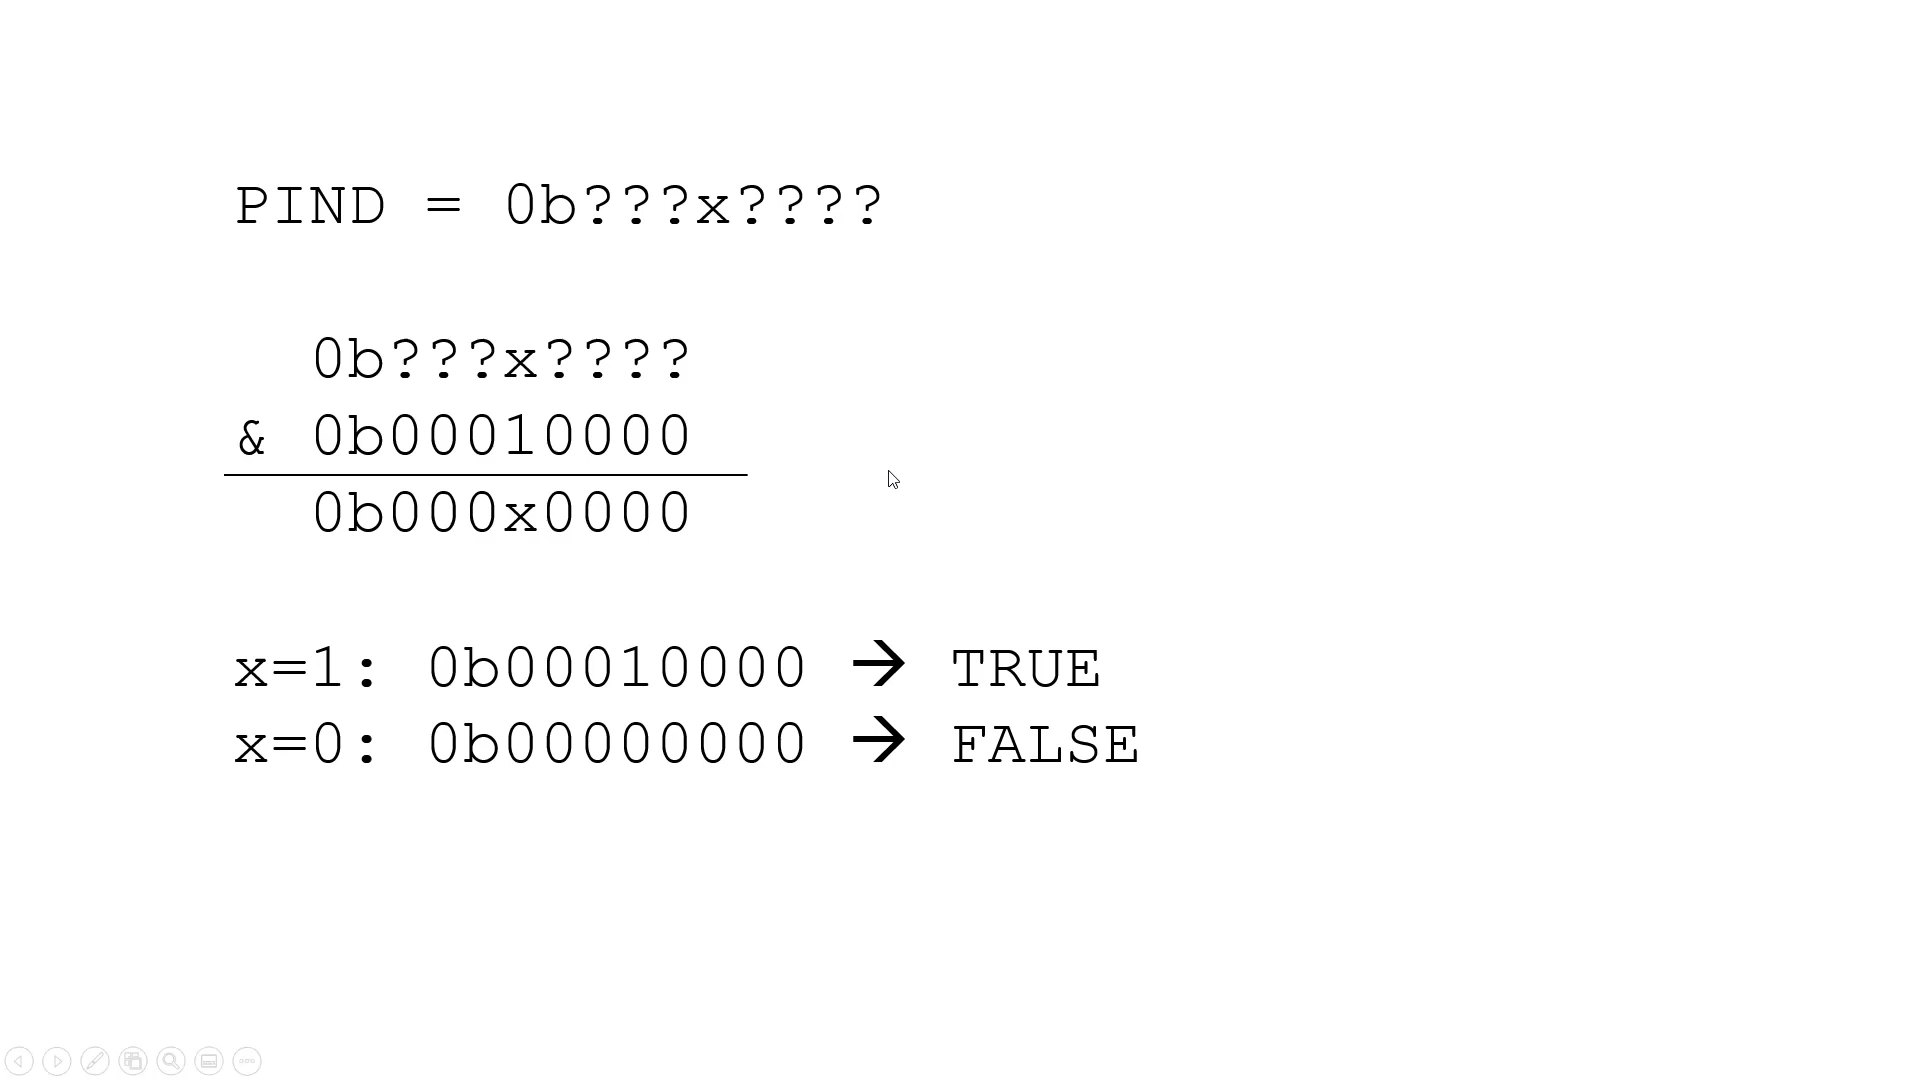 PIND = 0b???x????
0b???x????
& 0b00010000
0b000x0000
x=1: 0b00010000 → TRUE
x=0: 0b00000000 → FALSE